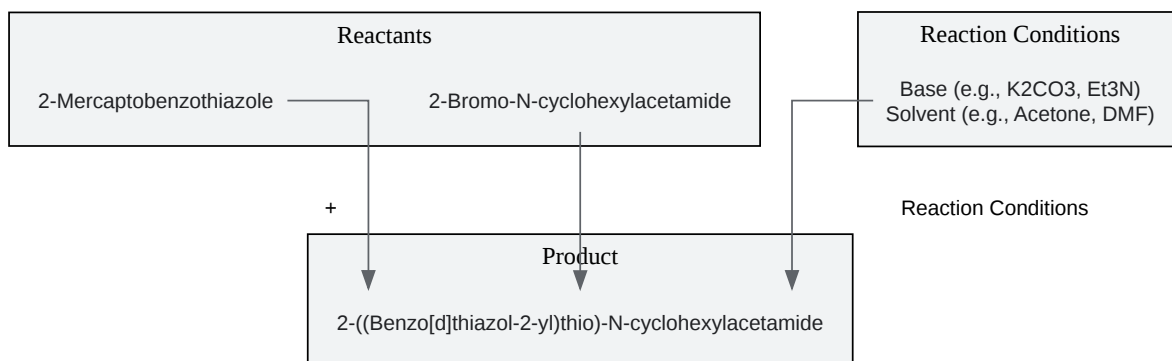 Reactants
2-Mercaptobenzothiazole
2-Bromo-N-cyclohexylacetamide
Reaction Conditions
Base (e.g., K2CO3, Et3N)
Solvent (e.g., Acetone, DMF)
+
Reaction Conditions
Product
2-((Benzo[d]thiazol-2-yl)thio)-N-cyclohexylacetamide